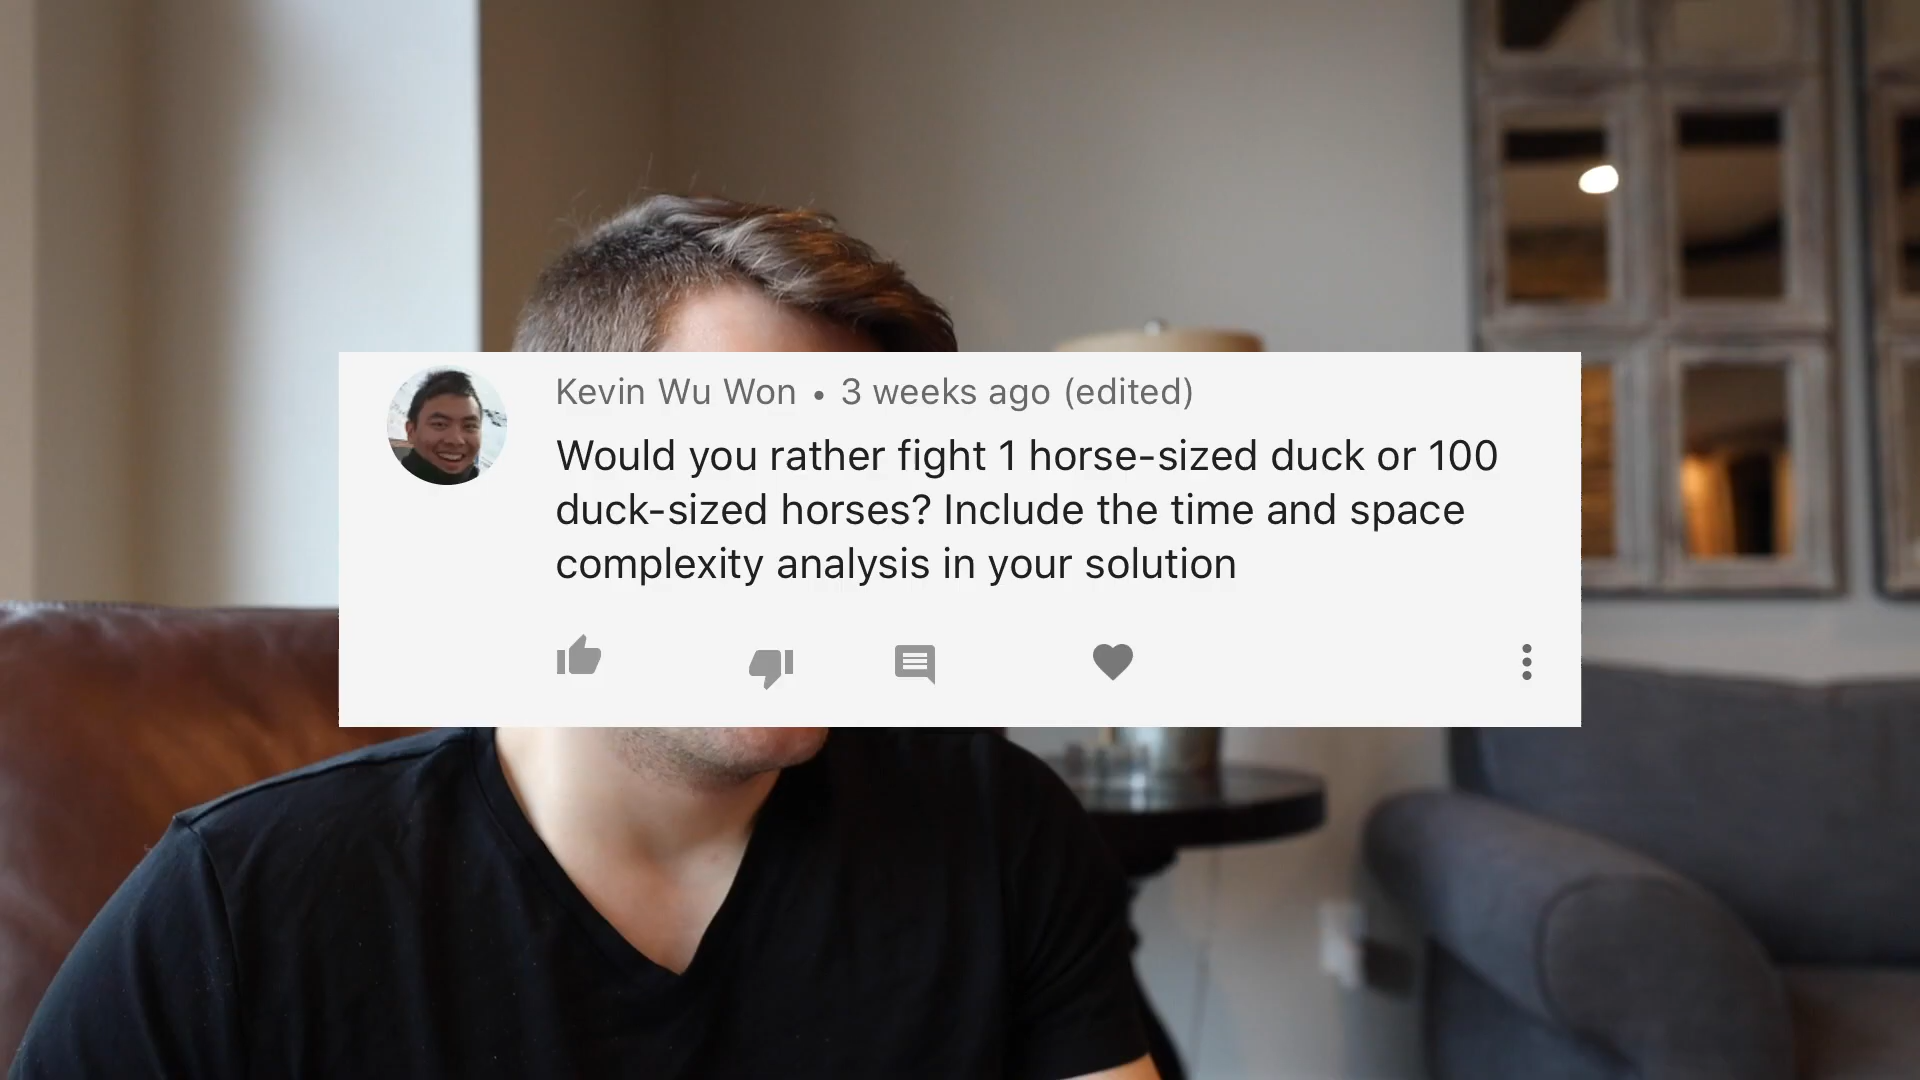 Kevin Wu Won • 3 weeks ago (edited)
Would you rather fight 1 horse-sized duck or 100
duck-sized horses? Include the time and space
complexity analysis in your solution